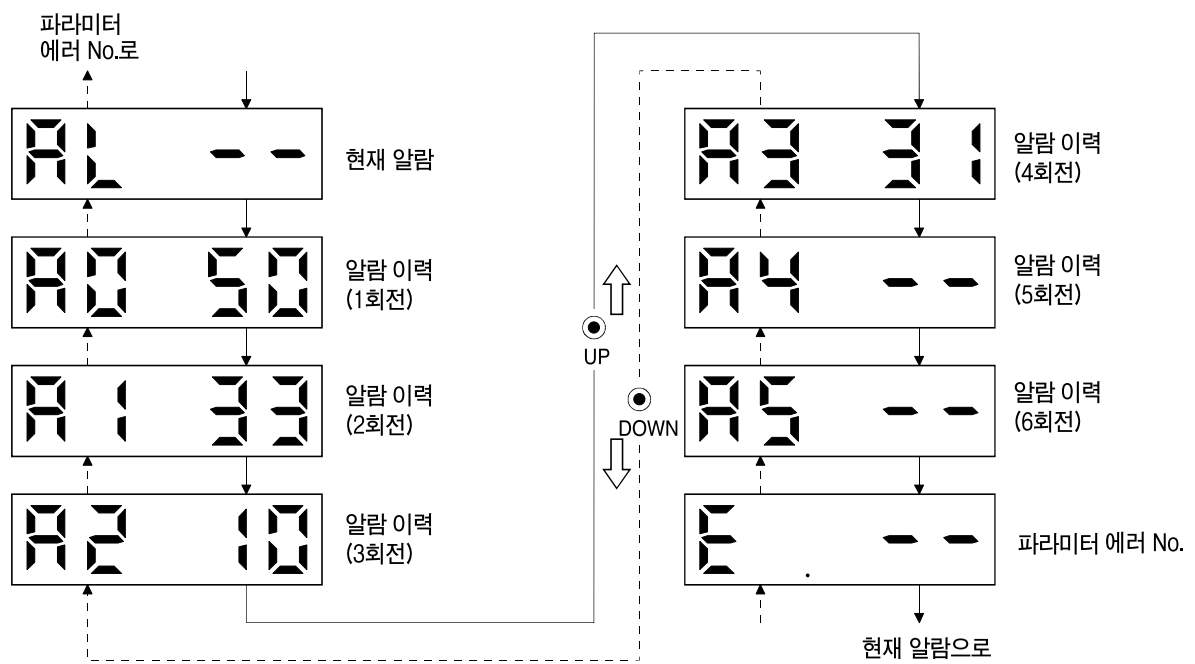 파라미터
에러 No.로
AL --
현재 알람
A0 50
알람 이력
(1회전)
A1 33
알람 이력
(2회전)
A2 10
알람 이력
(3회전)
UP
DOWN
A3 31
알람 이력
(4회전)
A4 --
알람 이력
(5회전)
A5 --
알람 이력
(6회전)
E . --
파라미터 에러 No.
현재 알람으로